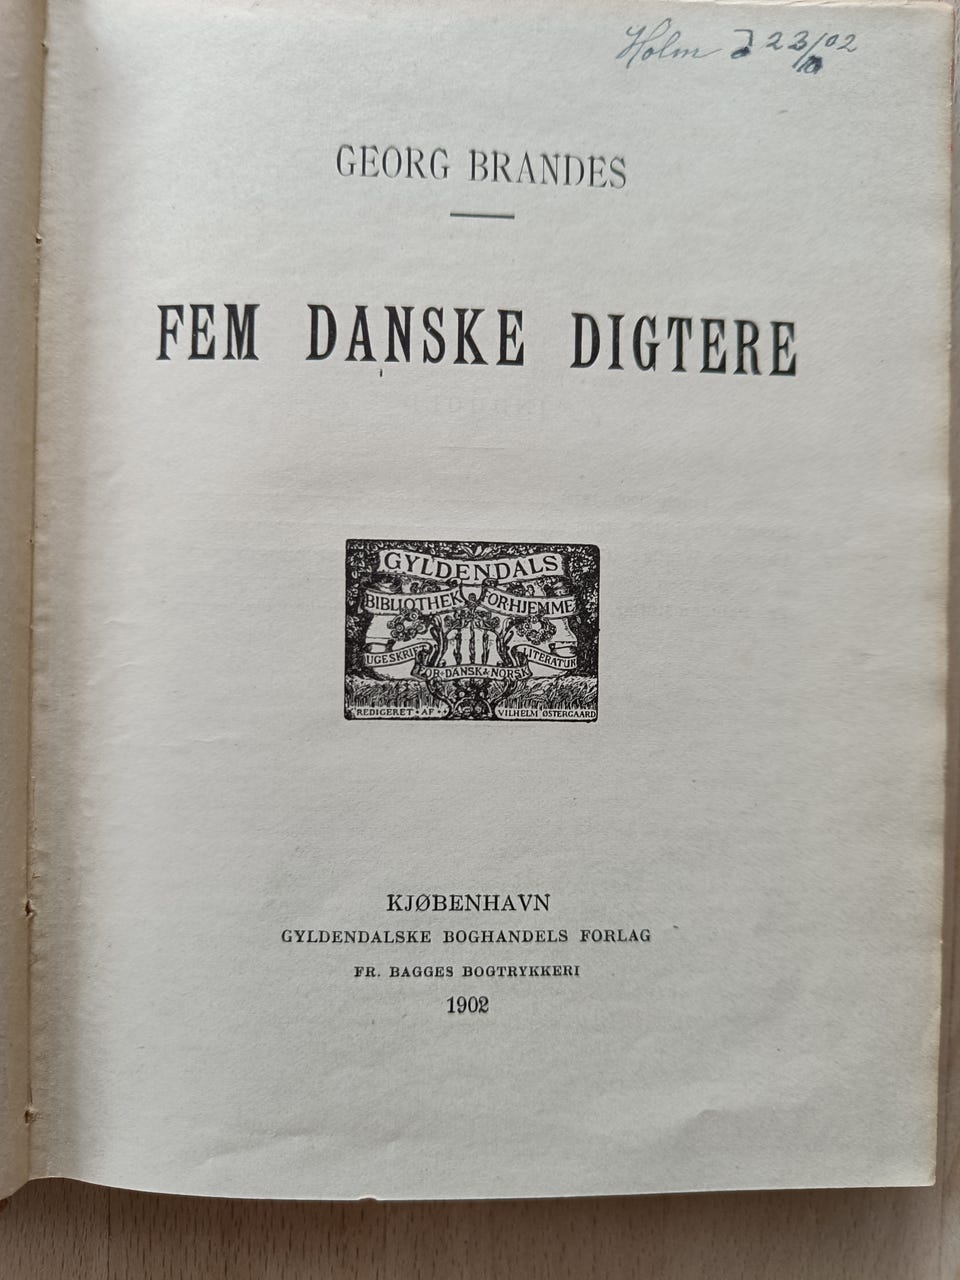 Holm 23/02
GEORG BRANDES
FEM DANSKE DIGTERE
GYLDENDALS
BIBLIOTHEK FOR HJEMME
UGESKRIFT LITERATUR
FOR DANSK & NORSK
REDIGERET AF VILHELM ØSTERGAARD
KJØBENHAVN
GYLDENDALSKE BOGHANDELS FORLAG
FR. BAGGES BOGTRYKKERI
1902